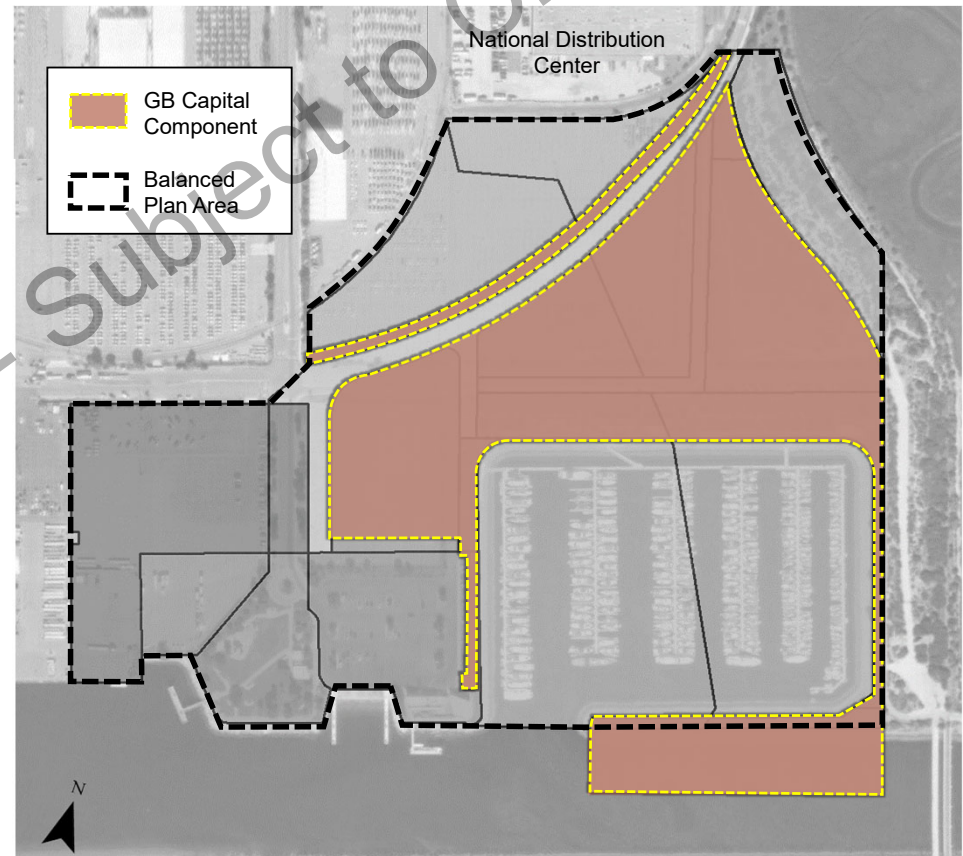 National Distribution
Center
GB Capital
Component
Balanced
Plan Area
Subject to
N